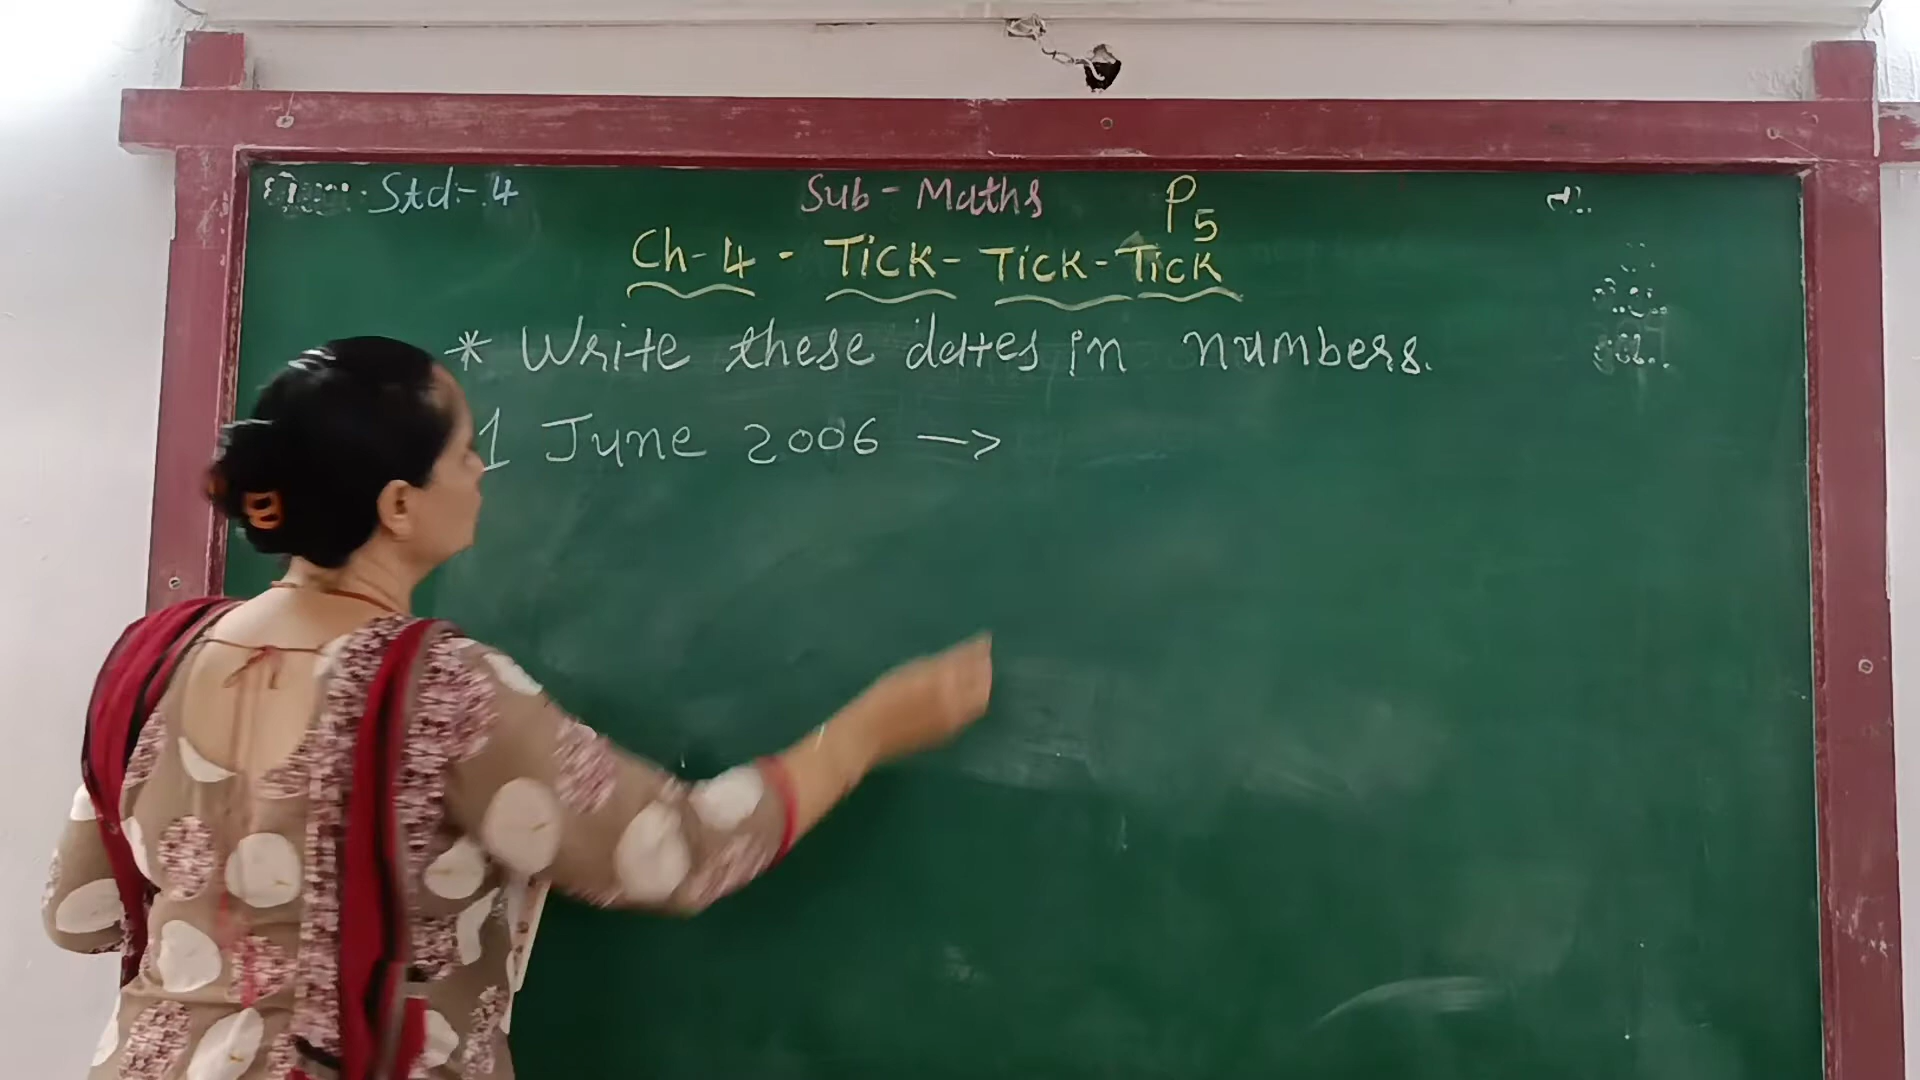 Std:-4 Sub - Maths P5
Ch-4 - TicK - TicK - TicK
* Write these dates in numbers.
1 June 2006 →